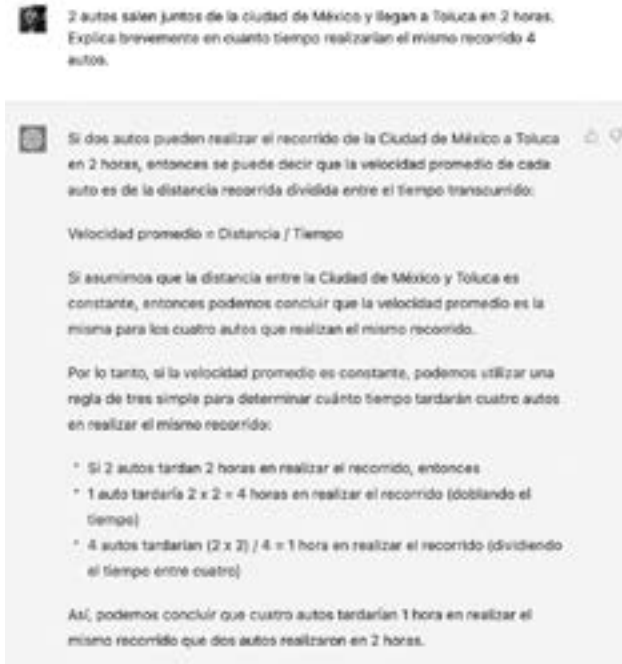 2 autos salen juntos de la ciudad de México y llegan a Toluca en 2 horas.
Explica brevemente en cuanto tiempo realizarían el mismo recorrido 4
autos.
Si dos autos pueden realizar el recorrido de la Ciudad de México a Toluca
en 2 horas, entonces se puede decir que la velocidad promedio de cada
auto es de la distancia recorrida dividida entre el tiempo transcurrido:
Velocidad promedio = Distancia / Tiempo
Si asumimos que la distancia entre la Ciudad de México y Toluca es
constante, entonces podemos concluir que la velocidad promedio es la
misma para los cuatro autos que realizan el mismo recorrido.
Por lo tanto, si la velocidad promedio es constante, podemos utilizar una
regla de tres simple para determinar cuánto tiempo tardarán cuatro autos
en realizar el mismo recorrido:
• Si 2 autos tardan 2 horas en realizar el recorrido, entonces
• 1 auto tardaría 2 x 2 = 4 horas en realizar el recorrido (doblando el
tiempo)
• 4 autos tardarían (2 x 2) / 4 = 1 hora en realizar el recorrido (dividiendo
el tiempo entre cuatro)
Así, podemos concluir que cuatro autos tardarían 1 hora en realizar el
mismo recorrido que dos autos realizaron en 2 horas.